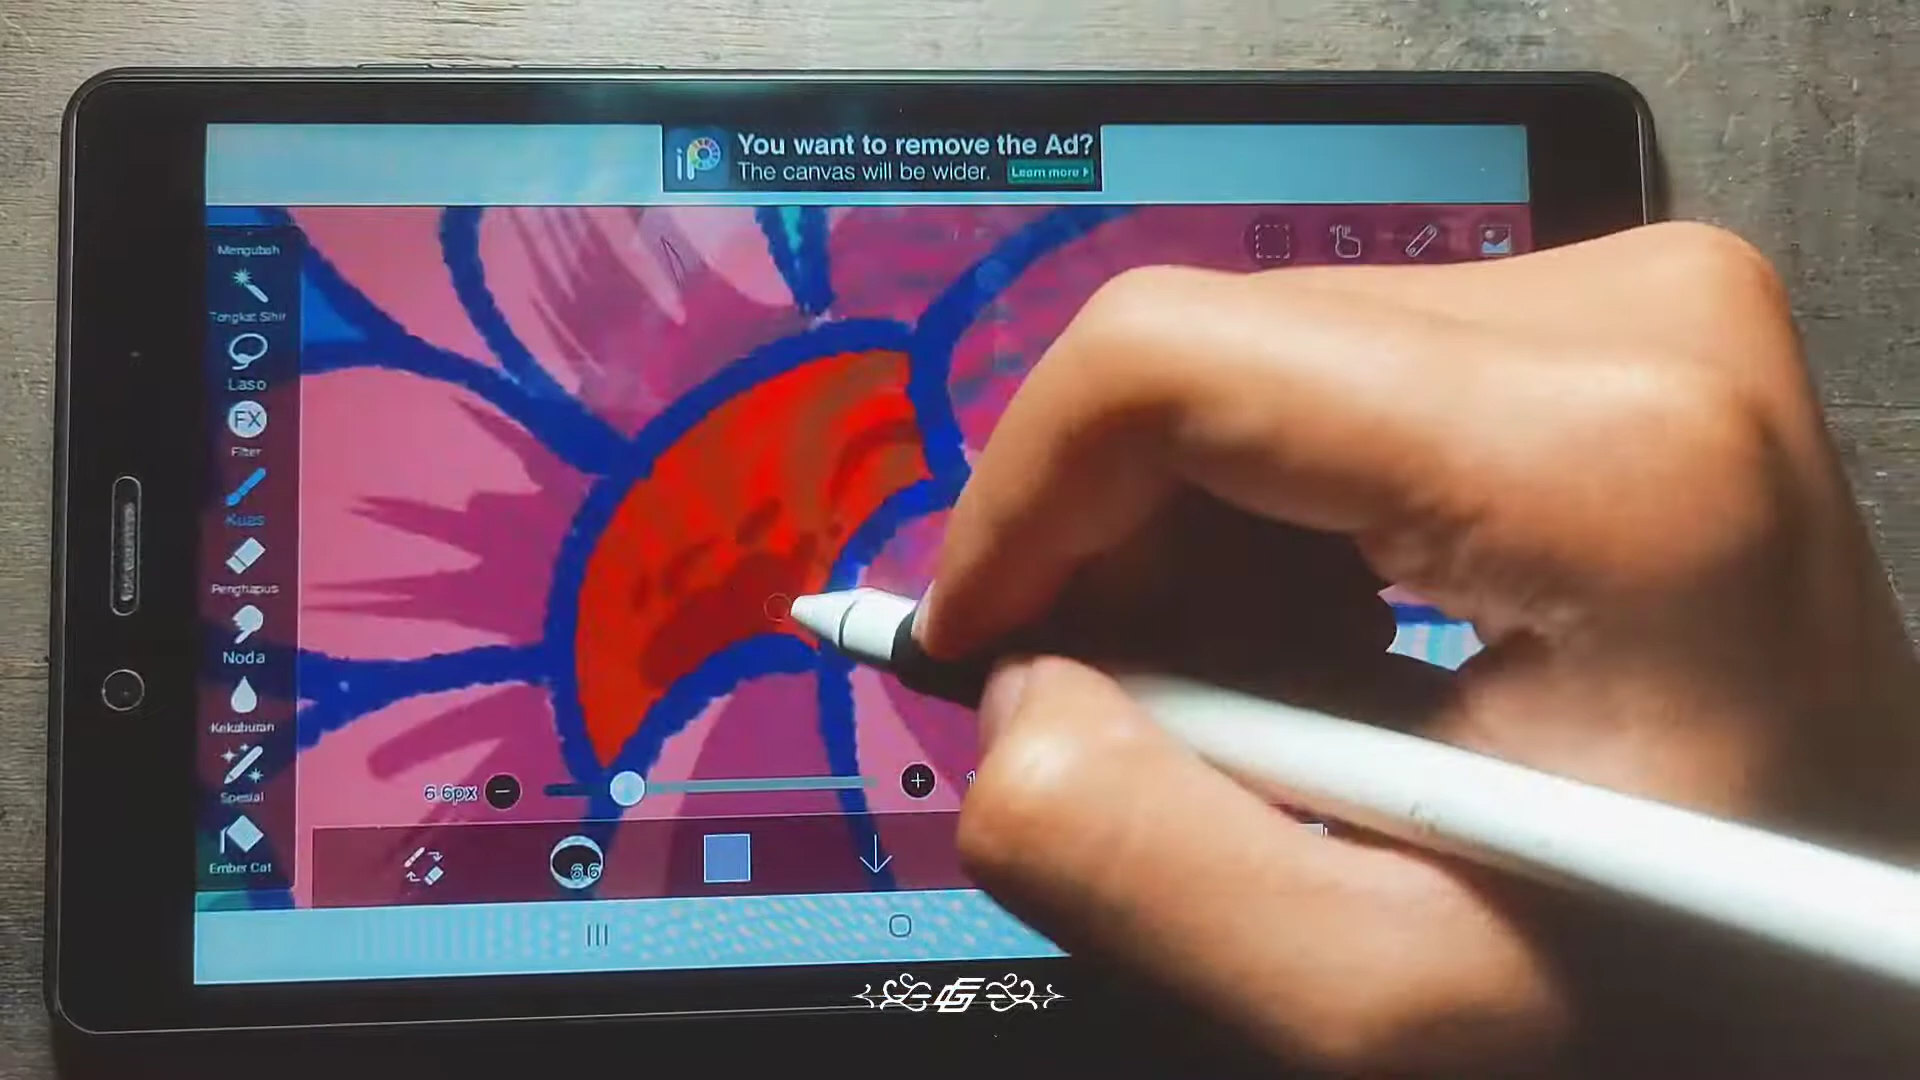 You want to remove the Ad?
The canvas will be wider.
Learn more
iP
Mengubah
Tongkat Sihir
Laso
FX
Filter
Kuas
Penghapus
Noda
Kekaburan
Spesial
Ember Cat
6.6px
6.6